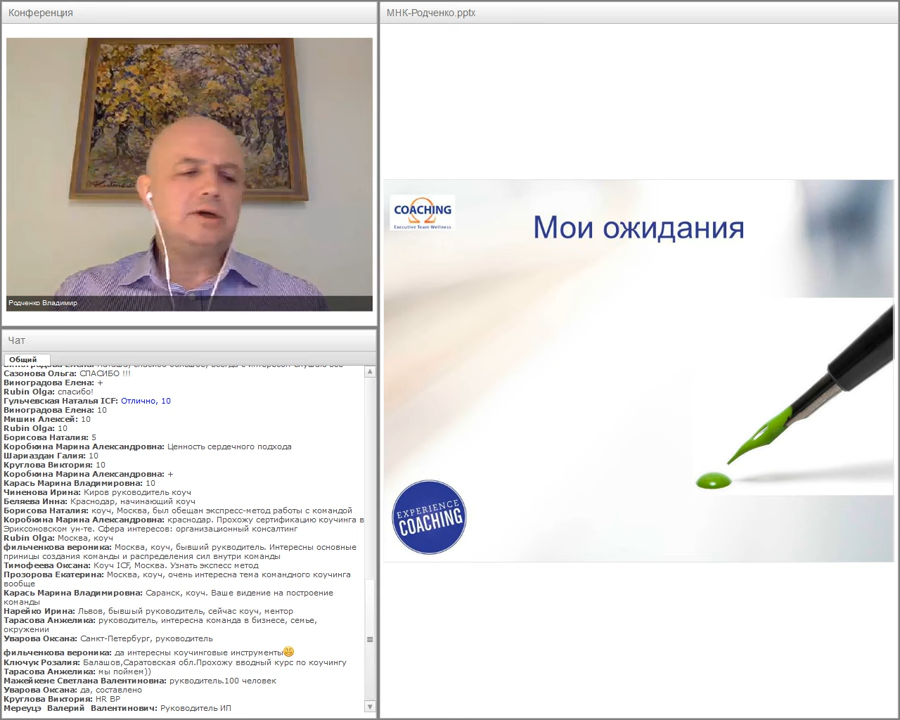 Конференция
Родченко Владимир
Чат
Общий
Сазонова Ольга: СПАСИБО !!!
Виноградова Елена: +
Rubin Olga: спасибо!
Гульчевская Наталья ICF: Отлично, 10
Виноградова Елена: 10
Мишин Алексей: 10
Rubin Olga: 10
Борисова Наталия: 5
Коробкина Марина Александровна: Ценность сердечного подхода
Шариаздан Галия: 10
Круглова Виктория: 10
Коробкина Марина Александровна: +
Карась Марина Владимировна: 10
Чиненова Ирина: Киров руководитель коуч
Беляева Инна: Краснодар, начинающий коуч
Борисова Наталия: коуч, Москва, был обещан экспресс-метод работы с командой
Коробкина Марина Александровна: краснодар. Прохожу сертификацию коучинга в
Эриксоновском ун-те. Сфера интересов: организационный консалтинг
Rubin Olga: Москва, коуч
фильченкова вероника: Москва, коуч, бывший рукводитель. Интересны основные
приницы создания команды и распределения сил внутри команды
Тимофеева Оксана: Коуч ICF, Москва. Узнать экспесс метод
Прозорова Екатерина: Москва, коуч, очень интересна тема командного коучинга
вообще
Карась Марина Владимировна: Саранск, коуч. Ваше видение на построение
команды
Нарейко Ирина: Львов, бывшый руководитель, сейчас коуч, ментор
Тарасова Анжелика: руководитель, интересна команда в бизнесе, семье,
окружении
Уварова Оксана: Санкт-Петербург, руководитель
фильченкова вероника: да интересны коучинговые инструменты
Ключук Розалия: Балашов,Саратовская обл.Прохожу вводный курс по коучингу
Тарасова Анжелика: мы поймем))
Мажейкене Светлана Валентиновна: рукводитель.100 человек
Уварова Оксана: да, составлено
Круглова Виктория: HR BP
Мереуцэ Валерий Валентинович: Руководитель ИП
МНК-Родченко.pptx
COACHING
Executive Team Wellness
Мои ожидания
EXPERIENCE
COACHING